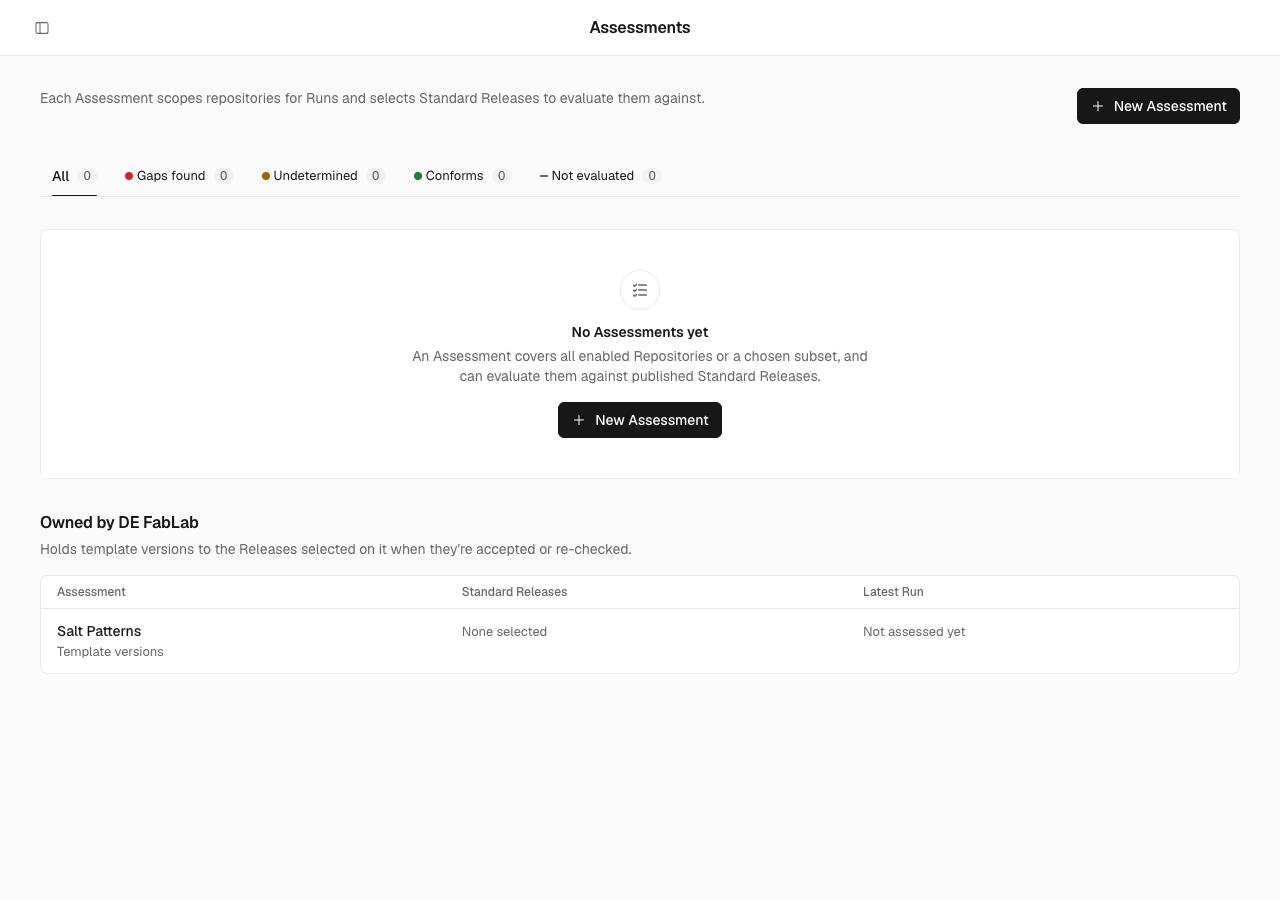 Assessments
Each Assessment scopes repositories for Runs and selects Standard Releases to evaluate them against.
New Assessment
All 0 Gaps found 0 Undetermined 0 Conforms 0 Not evaluated 0
No Assessments yet
An Assessment covers all enabled Repositories or a chosen subset, and
can evaluate them against published Standard Releases.
New Assessment
Owned by DE FabLab
Holds template versions to the Releases selected on it when they're accepted or re-checked.
Assessment Standard Releases Latest Run
Salt Patterns None selected Not assessed yet
Template versions